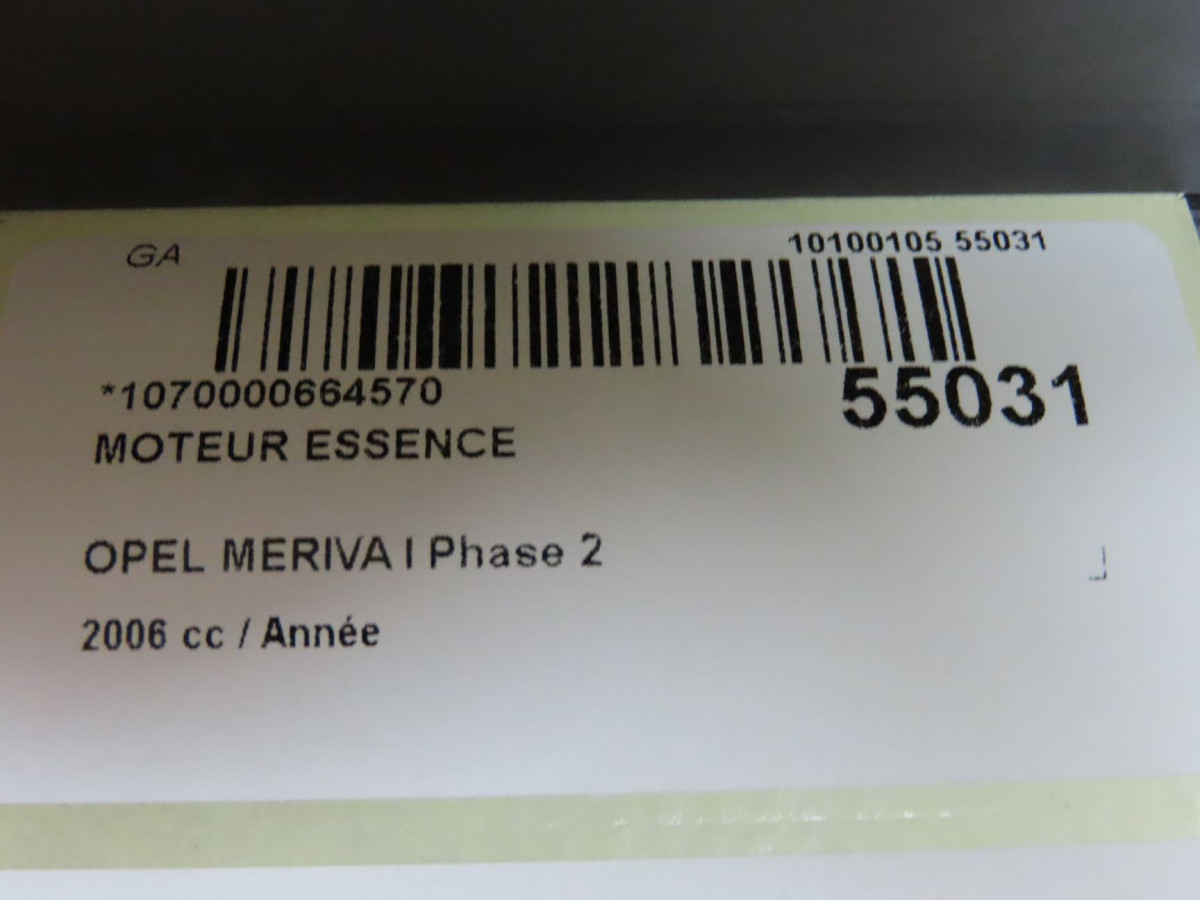 GA
10100105 55031
*1070000664570
55031
MOTEUR ESSENCE
OPEL MERIVA I Phase 2
2006 cc / Année